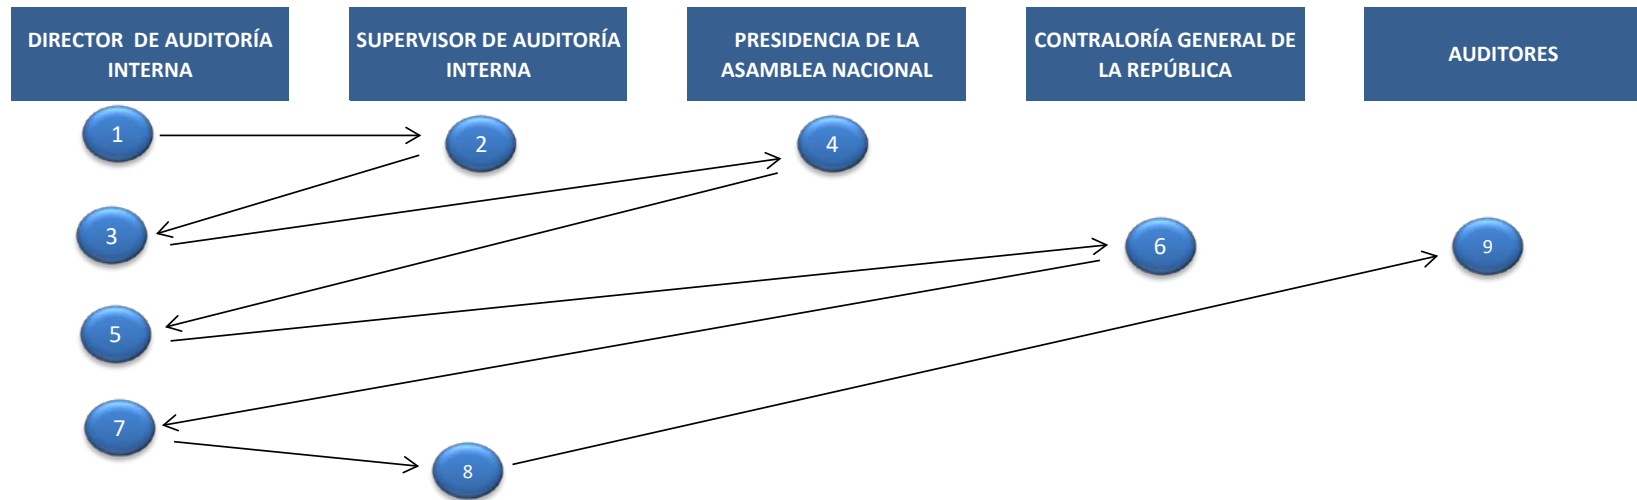 DIRECTOR DE AUDITORÍA
INTERNA
SUPERVISOR DE AUDITORÍA
INTERNA
PRESIDENCIA DE LA
ASAMBLEA NACIONAL
CONTRALORÍA GENERAL DE
LA REPÚBLICA
AUDITORES
1
2
4
3
6
9
5
7
8